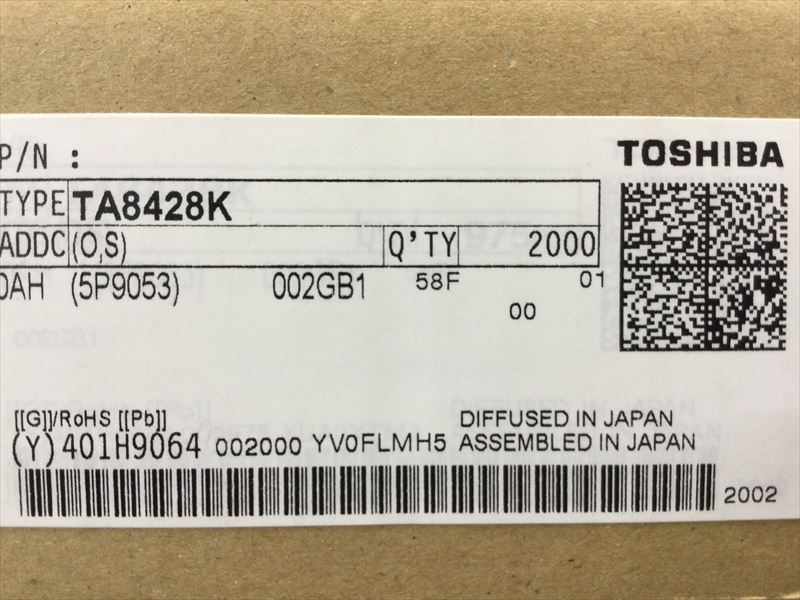 P/N :
TOSHIBA
TYPE TA8428K
ADDC (O,S) Q'TY 2000
DAH (5P9053) 002GB1 58F 01
00
[[G]]/RoHS [[Pb]] DIFFUSED IN JAPAN
(Y) 401H9064 002000 YV0FLMH5 ASSEMBLED IN JAPAN
2002